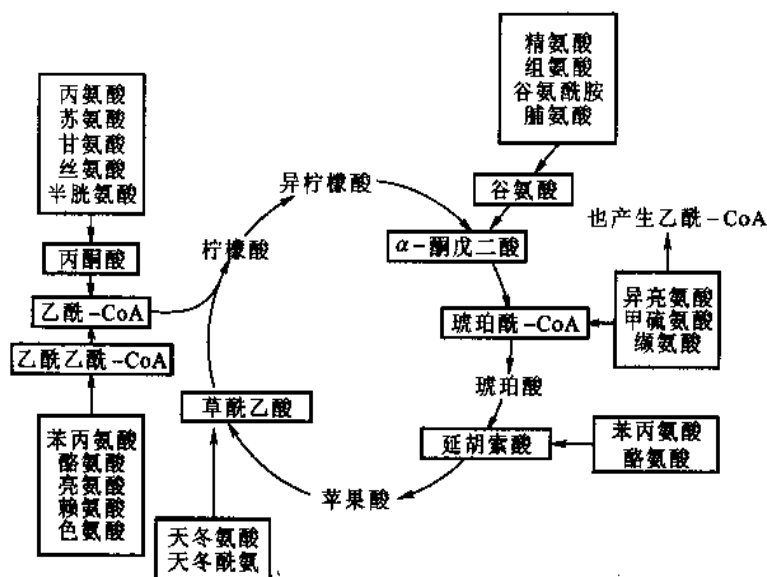 精氨酸
组氨酸
谷氨酰胺
脯氨酸
丙氨酸
苏氨酸
甘氨酸
丝氨酸
半胱氨酸
异柠檬酸
谷氨酸
也产生乙酰-CoA
柠檬酸
α-酮戊二酸
丙酮酸
乙酰-CoA
琥珀酰-CoA
异亮氨酸
甲硫氨酸
缬氨酸
乙酰乙酰-CoA
琥珀酸
草酰乙酸
延胡索酸
苯丙氨酸
酪氨酸
苯丙氨酸
酪氨酸
亮氨酸
赖氨酸
色氨酸
苹果酸
天冬氨酸
天冬酰氨